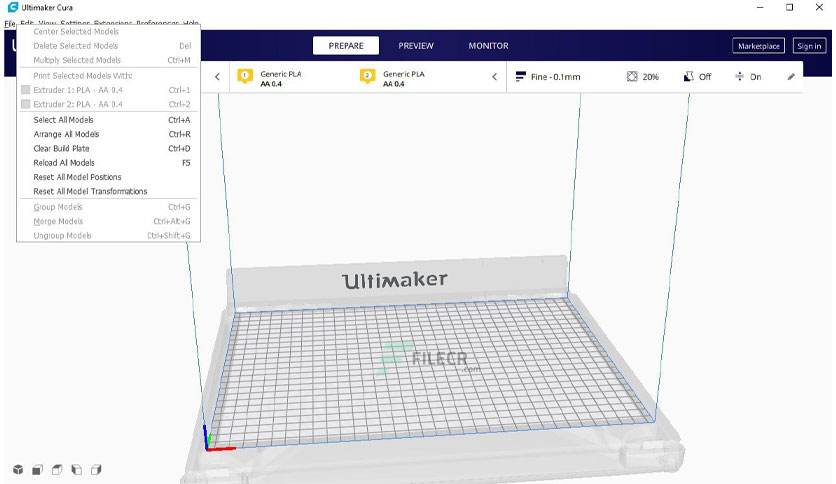 Ultimaker Cura
File Edit View Settings Extensions Preferences Help
PREPARE PREVIEW MONITOR Marketplace Sign in
Center Selected Models
Delete Selected Models Del
Multiply Selected Models Ctrl+M
Print Selected Models With:
Extruder 1: PLA - AA 0.4 Ctrl+1
Extruder 2: PLA - AA 0.4 Ctrl+2
Select All Models Ctrl+A
Arrange All Models Ctrl+R
Clear Build Plate Ctrl+D
Reload All Models F5
Reset All Model Positions
Reset All Model Transformations
Group Models Ctrl+G
Merge Models Ctrl+Alt+G
Ungroup Models Ctrl+Shift+G
1 Generic PLA
AA 0.4
2 Generic PLA
AA 0.4
Fine - 0.1mm 20% Off On
Ultimaker
FILECR
.com